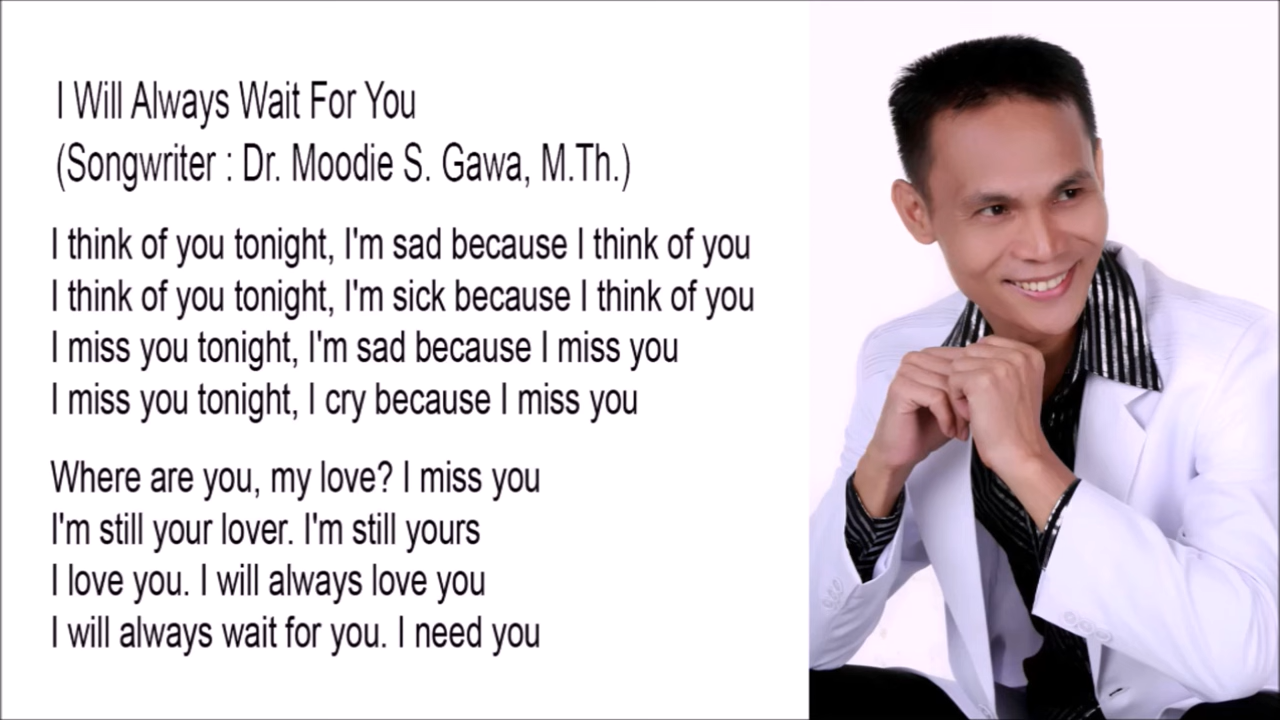 I Will Always Wait For You
(Songwriter : Dr. Moodie S. Gawa, M.Th.)
I think of you tonight, I'm sad because I think of you
I think of you tonight, I'm sick because I think of you
I miss you tonight, I'm sad because I miss you
I miss you tonight, I cry because I miss you
Where are you, my love? I miss you
I'm still your lover. I'm still yours
I love you. I will always love you
I will always wait for you. I need you